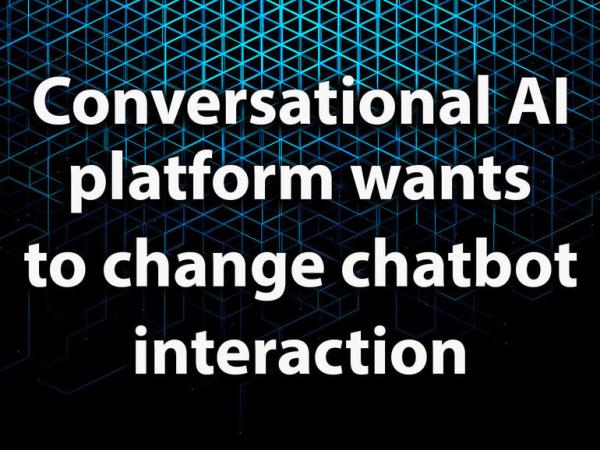 Conversational AI
platform wants
to change chatbot
interaction